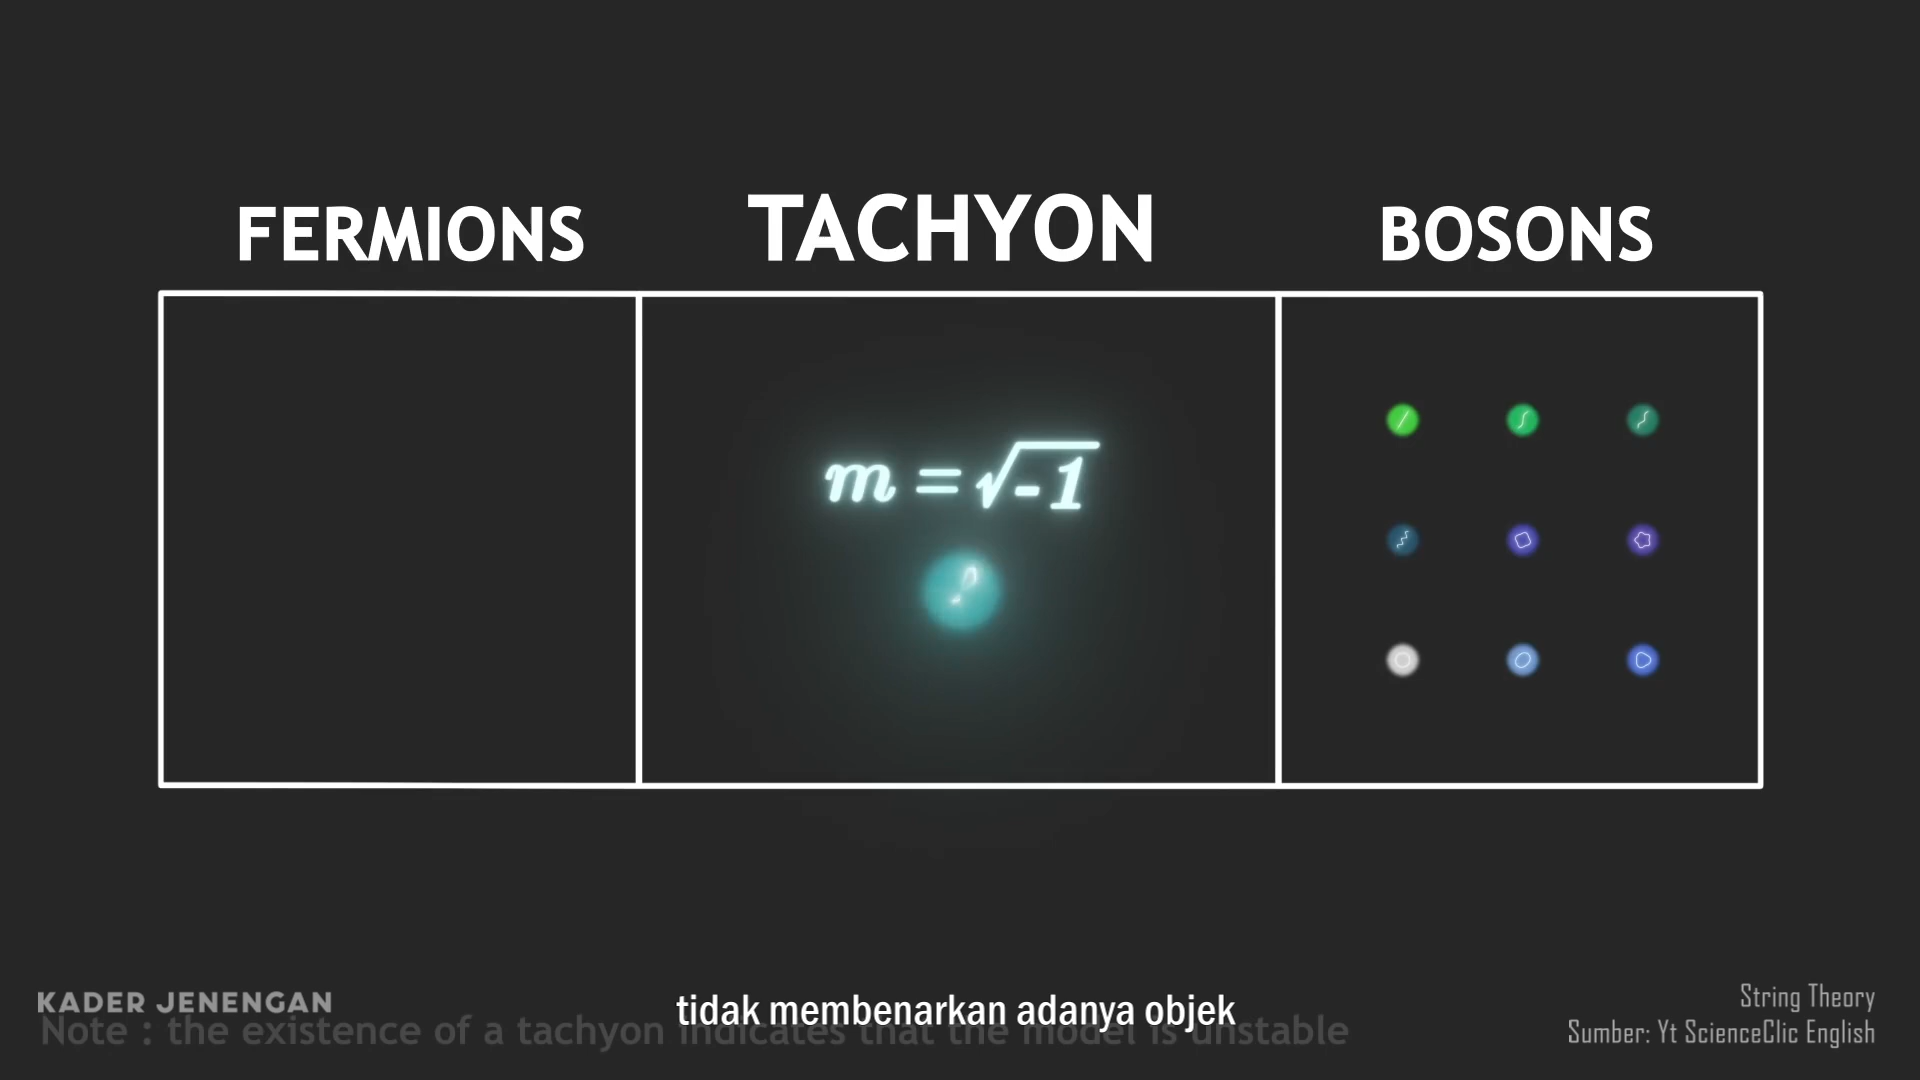 FERMIONS
TACHYON
BOSONS
m = √-1
KADER JENENGAN
Note : the existence of a tachyon indicates that the model is unstable
tidak membenarkan adanya objek
String Theory
Sumber: Yt ScienceClic English